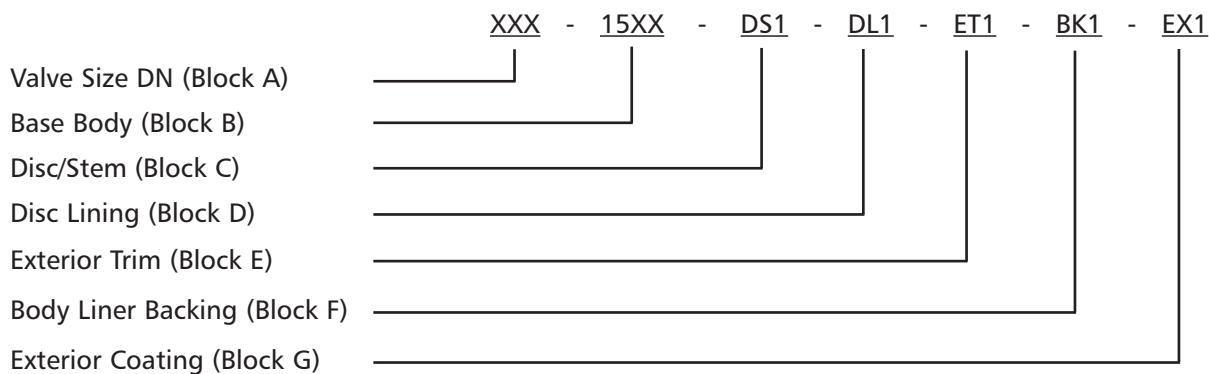 XXX - 15XX - DS1 - DL1 - ET1 - BK1 - EX1
Valve Size DN (Block A)
Base Body (Block B)
Disc/Stem (Block C)
Disc Lining (Block D)
Exterior Trim (Block E)
Body Liner Backing (Block F)
Exterior Coating (Block G)